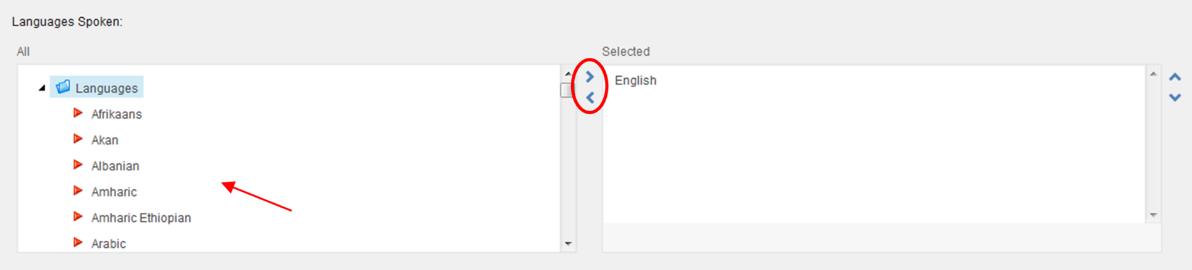 Languages Spoken:
All
Selected
Languages
English
Afrikaans
Akan
Albanian
Amharic
Amharic Ethiopian
Arabic